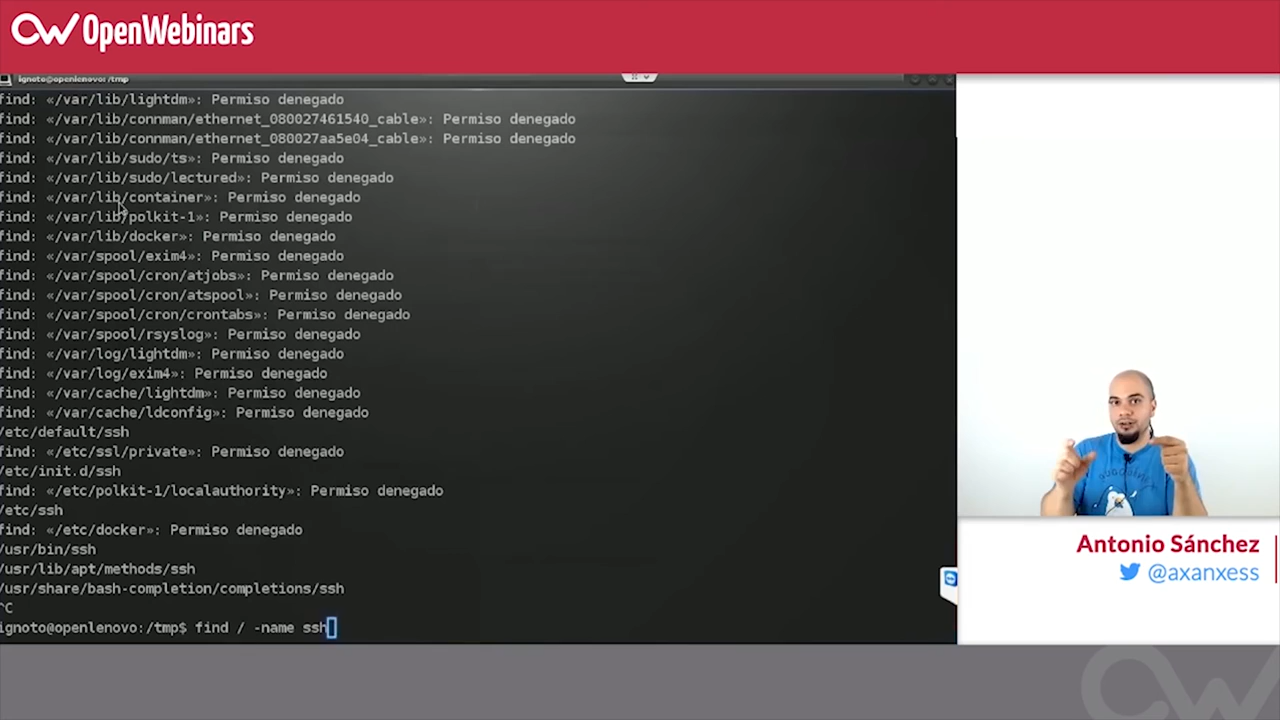 OpenWebinars
ignoto@openlenovo: /tmp
find: «/var/lib/lightdm»: Permiso denegado
find: «/var/lib/connman/ethernet_080027461540_cable»: Permiso denegado
find: «/var/lib/connman/ethernet_080027aa5e04_cable»: Permiso denegado
find: «/var/lib/sudo/ts»: Permiso denegado
find: «/var/lib/sudo/lectured»: Permiso denegado
find: «/var/lib/container»: Permiso denegado
find: «/var/lib/polkit-1»: Permiso denegado
find: «/var/lib/docker»: Permiso denegado
find: «/var/spool/exim4»: Permiso denegado
find: «/var/spool/cron/atjobs»: Permiso denegado
find: «/var/spool/cron/atspool»: Permiso denegado
find: «/var/spool/cron/crontabs»: Permiso denegado
find: «/var/spool/rsyslog»: Permiso denegado
find: «/var/log/lightdm»: Permiso denegado
find: «/var/log/exim4»: Permiso denegado
find: «/var/cache/lightdm»: Permiso denegado
find: «/var/cache/ldconfig»: Permiso denegado
/etc/default/ssh
find: «/etc/ssl/private»: Permiso denegado
/etc/init.d/ssh
find: «/etc/polkit-1/localauthority»: Permiso denegado
/etc/ssh
find: «/etc/docker»: Permiso denegado
/usr/bin/ssh
/usr/lib/apt/methods/ssh
/usr/share/bash-completion/completions/ssh
^C
ignoto@openlenovo:/tmp$ find / -name ssh
Antonio Sánchez
@axanxess